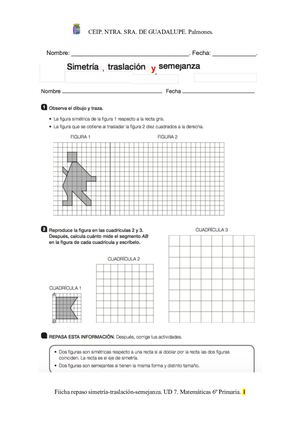 CEIP. NTRA. SRA. DE GUADALUPE. Palmones.
Nombre: ______________________________. Fecha: ____________.
Simetría , traslación y semejanza
Nombre ______________________________ Fecha ____________________
1 Observa el dibujo y traza.
• La figura simétrica de la figura 1 respecto a la recta gris.
• La figura que se obtiene al trasladar la figura 2 diez cuadrados a la derecha.
FIGURA 1 FIGURA 2
2 Reproduce la figura en las cuadrículas 2 y 3.
Después, calcula cuánto mide el segmento AB
en la figura de cada cuadrícula y escríbelo.
CUADRÍCULA 3
CUADRÍCULA 2
CUADRÍCULA 1
A
B
REPASA ESTA INFORMACIÓN. Después, corrige tus actividades.
• Dos figuras son simétricas respecto a una recta si al doblar por la recta las dos figuras
coinciden. La recta es el eje de simetría.
• Dos figuras son semejantes si tienen la misma forma y distinto tamaño.
Fiicha repaso simetría-traslación-semejanza. UD 7. Matemáticas 6º Primaria. 1